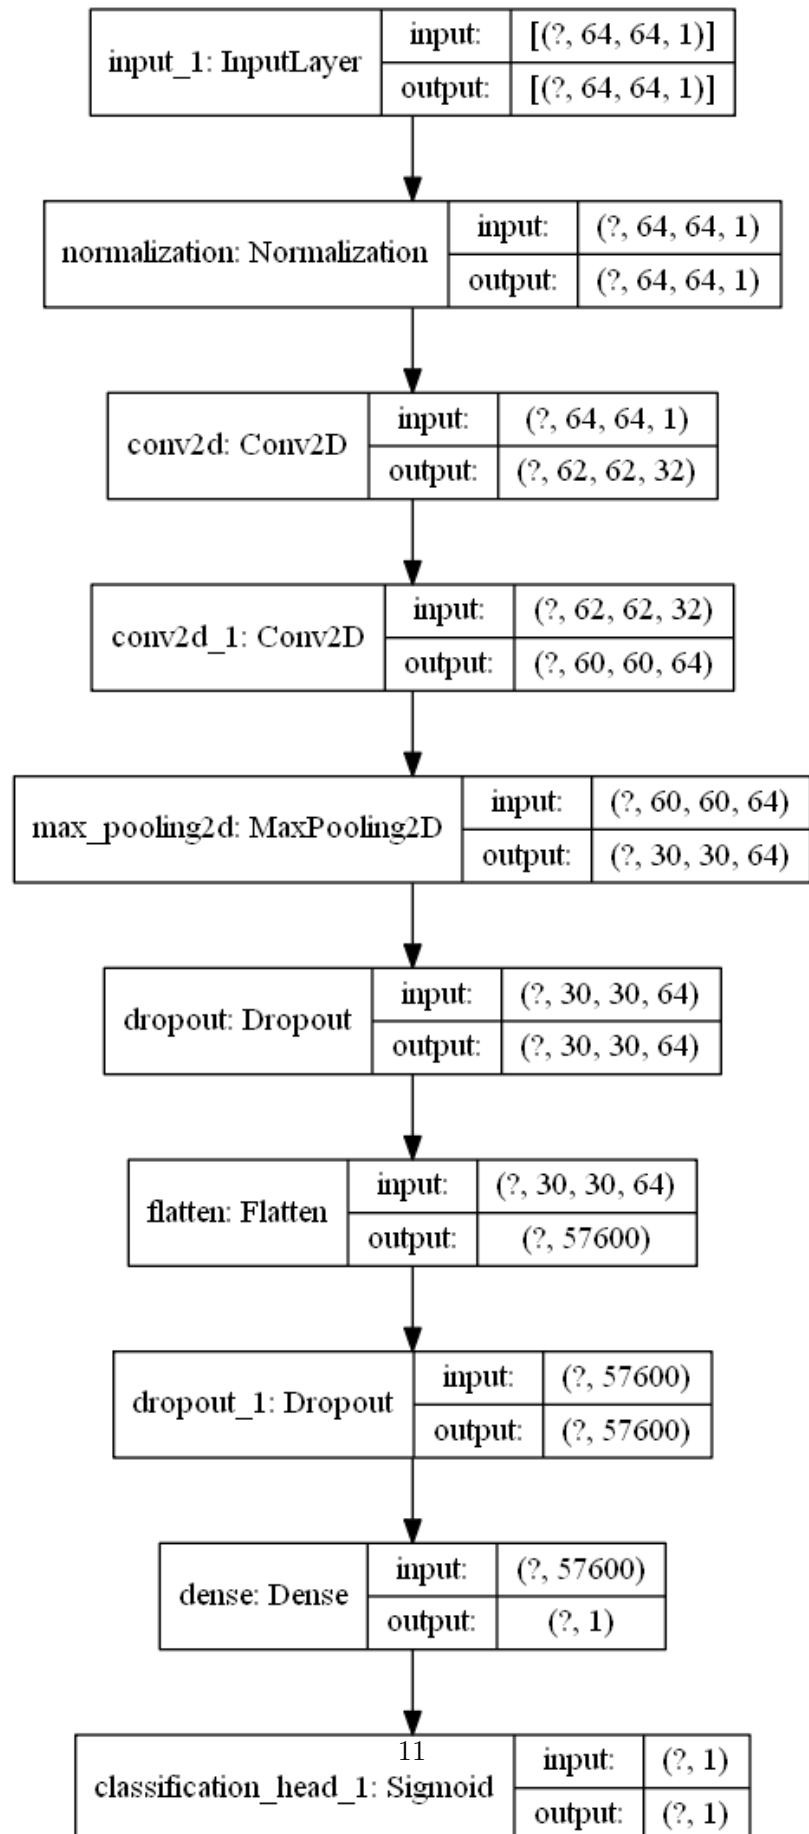 input_1: InputLayer
input: [(?, 64, 64, 1)]
output: [(?, 64, 64, 1)]
normalization: Normalization
input: (?, 64, 64, 1)
output: (?, 64, 64, 1)
conv2d: Conv2D
input: (?, 64, 64, 1)
output: (?, 62, 62, 32)
conv2d_1: Conv2D
input: (?, 62, 62, 32)
output: (?, 60, 60, 64)
max_pooling2d: MaxPooling2D
input: (?, 60, 60, 64)
output: (?, 30, 30, 64)
dropout: Dropout
input: (?, 30, 30, 64)
output: (?, 30, 30, 64)
flatten: Flatten
input: (?, 30, 30, 64)
output: (?, 57600)
dropout_1: Dropout
input: (?, 57600)
output: (?, 57600)
dense: Dense
input: (?, 57600)
output: (?, 1)
11
classification_head_1: Sigmoid
input: (?, 1)
output: (?, 1)